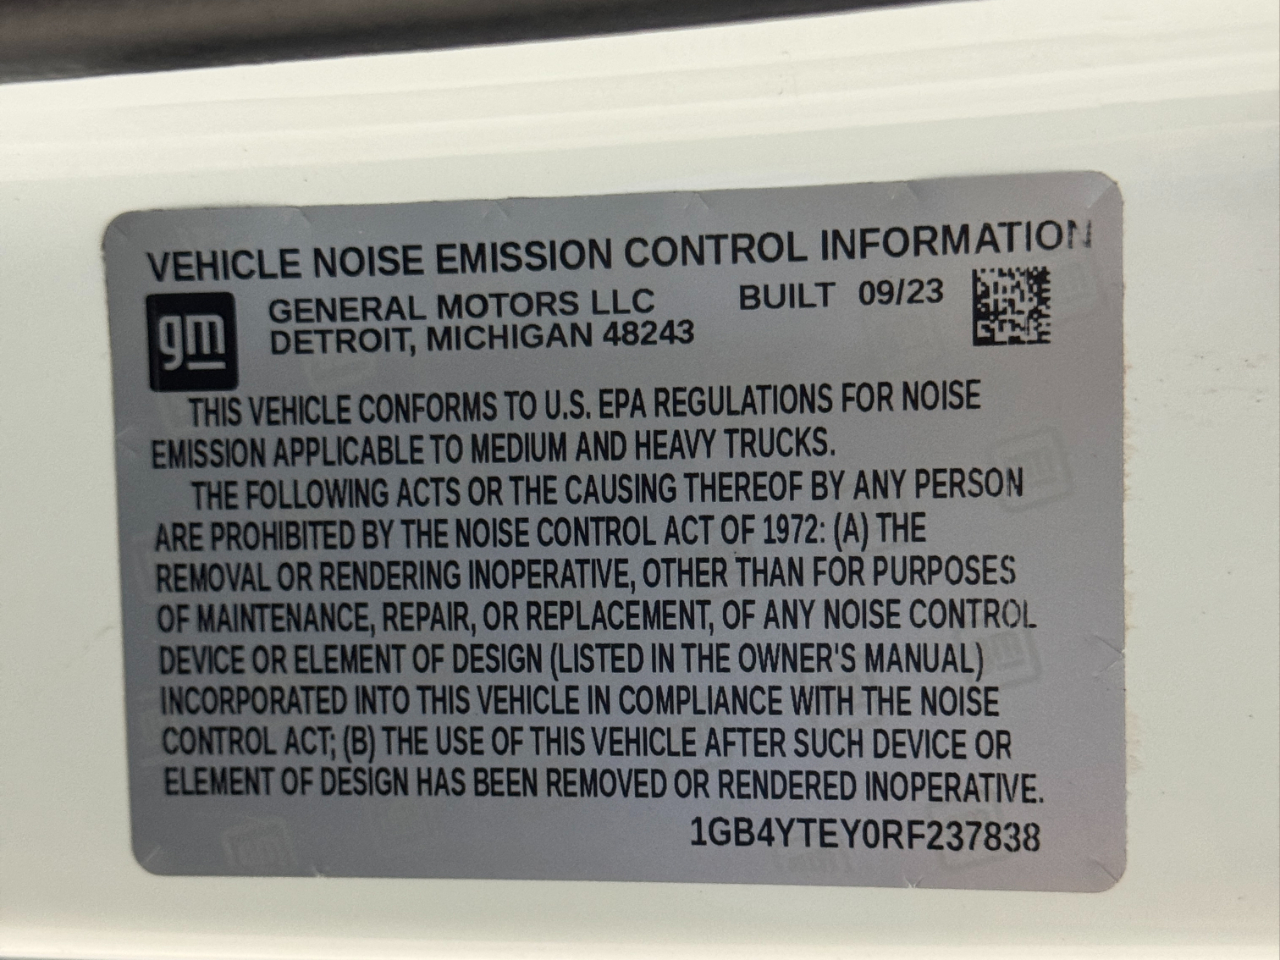 VEHICLE NOISE EMISSION CONTROL INFORMATION
gm
GENERAL MOTORS LLC BUILT 09/23
DETROIT, MICHIGAN 48243
THIS VEHICLE CONFORMS TO U.S. EPA REGULATIONS FOR NOISE
EMISSION APPLICABLE TO MEDIUM AND HEAVY TRUCKS.
THE FOLLOWING ACTS OR THE CAUSING THEREOF BY ANY PERSON
ARE PROHIBITED BY THE NOISE CONTROL ACT OF 1972: (A) THE
REMOVAL OR RENDERING INOPERATIVE, OTHER THAN FOR PURPOSES
OF MAINTENANCE, REPAIR, OR REPLACEMENT, OF ANY NOISE CONTROL
DEVICE OR ELEMENT OF DESIGN (LISTED IN THE OWNER'S MANUAL)
INCORPORATED INTO THIS VEHICLE IN COMPLIANCE WITH THE NOISE
CONTROL ACT; (B) THE USE OF THIS VEHICLE AFTER SUCH DEVICE OR
ELEMENT OF DESIGN HAS BEEN REMOVED OR RENDERED INOPERATIVE.
1GB4YTEY0RF237838